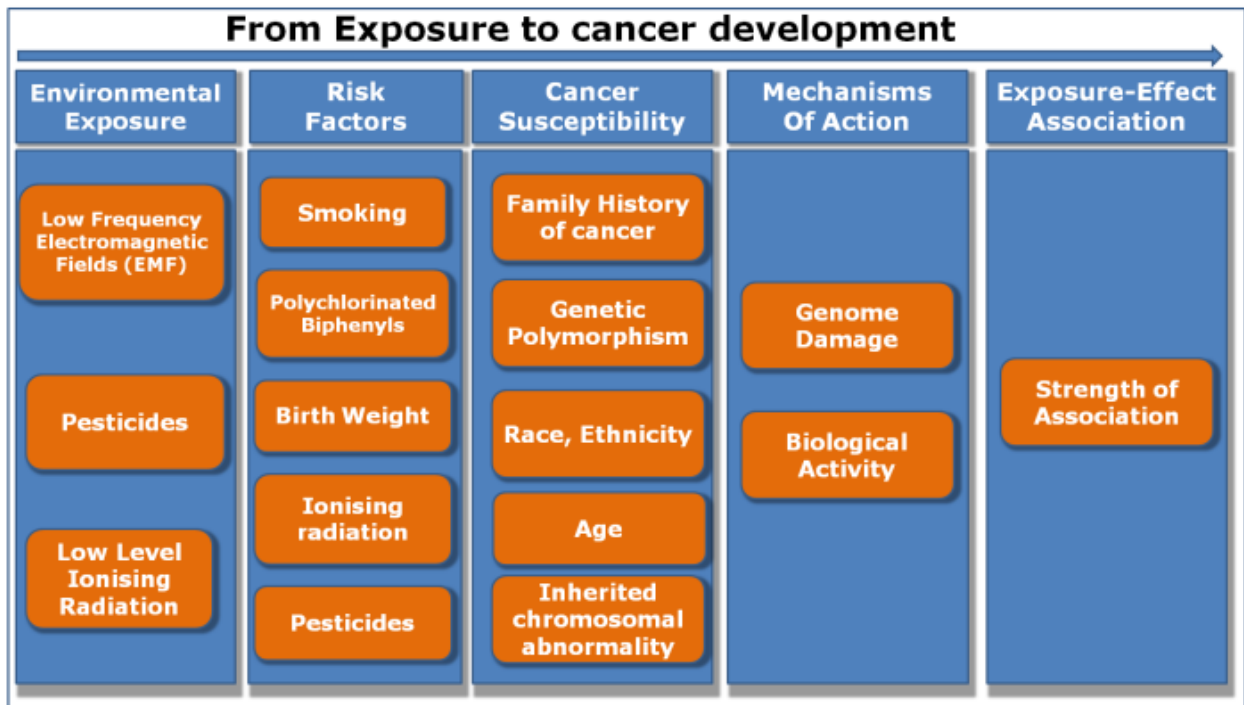 From Exposure to cancer development
Environmental
Exposure
Risk
Factors
Cancer
Susceptibility
Mechanisms
Of Action
Exposure-Effect
Association
Low Frequency
Electromagnetic
Fields (EMF)
Pesticides
Low Level
Ionising
Radiation
Smoking
Polychlorinated
Biphenyls
Birth Weight
Ionising
radiation
Pesticides
Family History
of cancer
Genetic
Polymorphism
Race, Ethnicity
Age
Inherited
chromosomal
abnormality
Genome
Damage
Biological
Activity
Strength of
Association